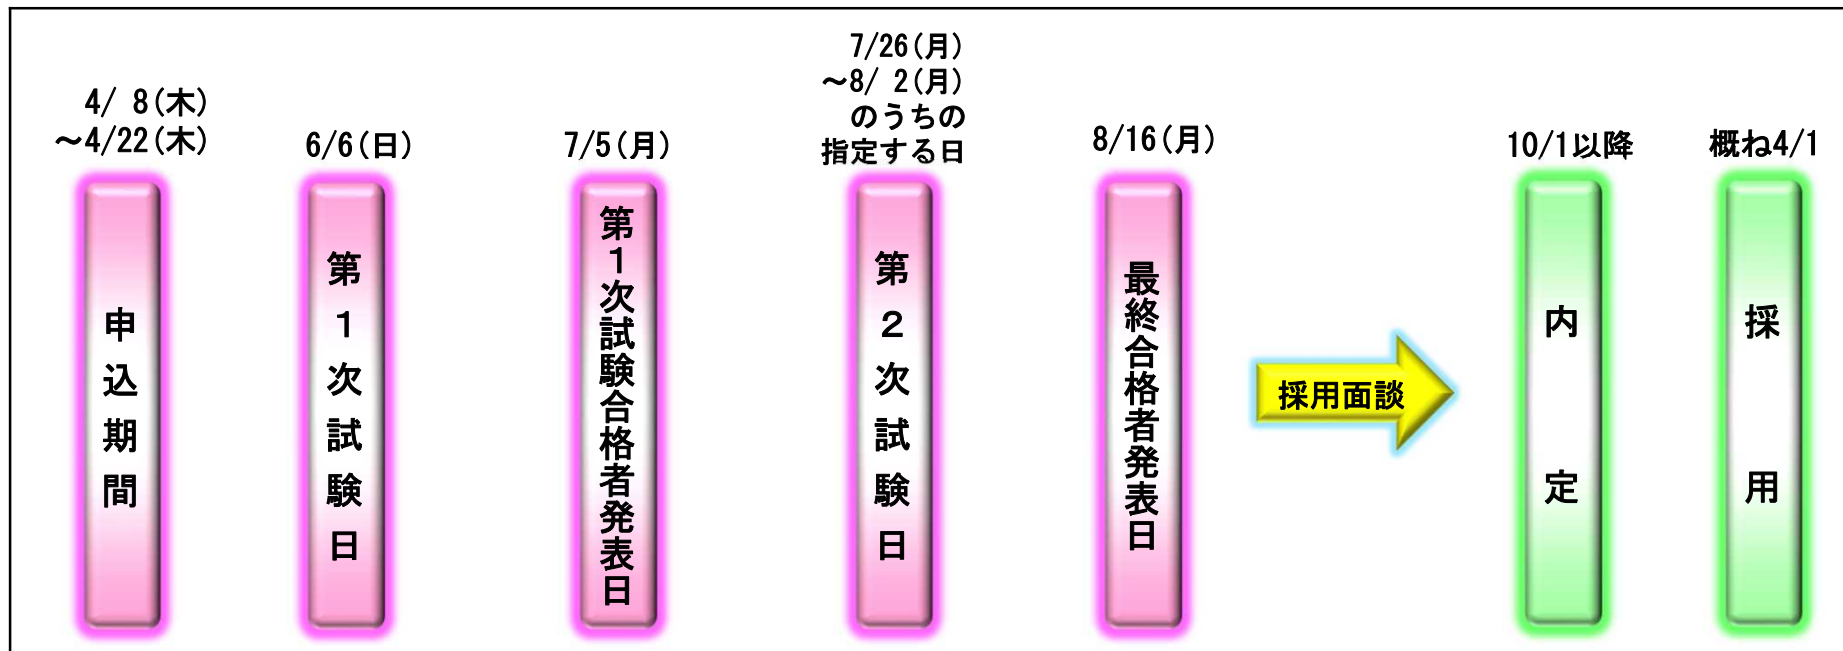 4/ 8(木)
～4/22(木)
申込期間
6/6(日)
第１次試験日
7/5(月)
第１次試験合格者発表日
7/26(月)
～8/ 2(月)
のうちの
指定する日
第２次試験日
8/16(月)
最終合格者発表日
採用面談
10/1以降
内定
概ね4/1
採用